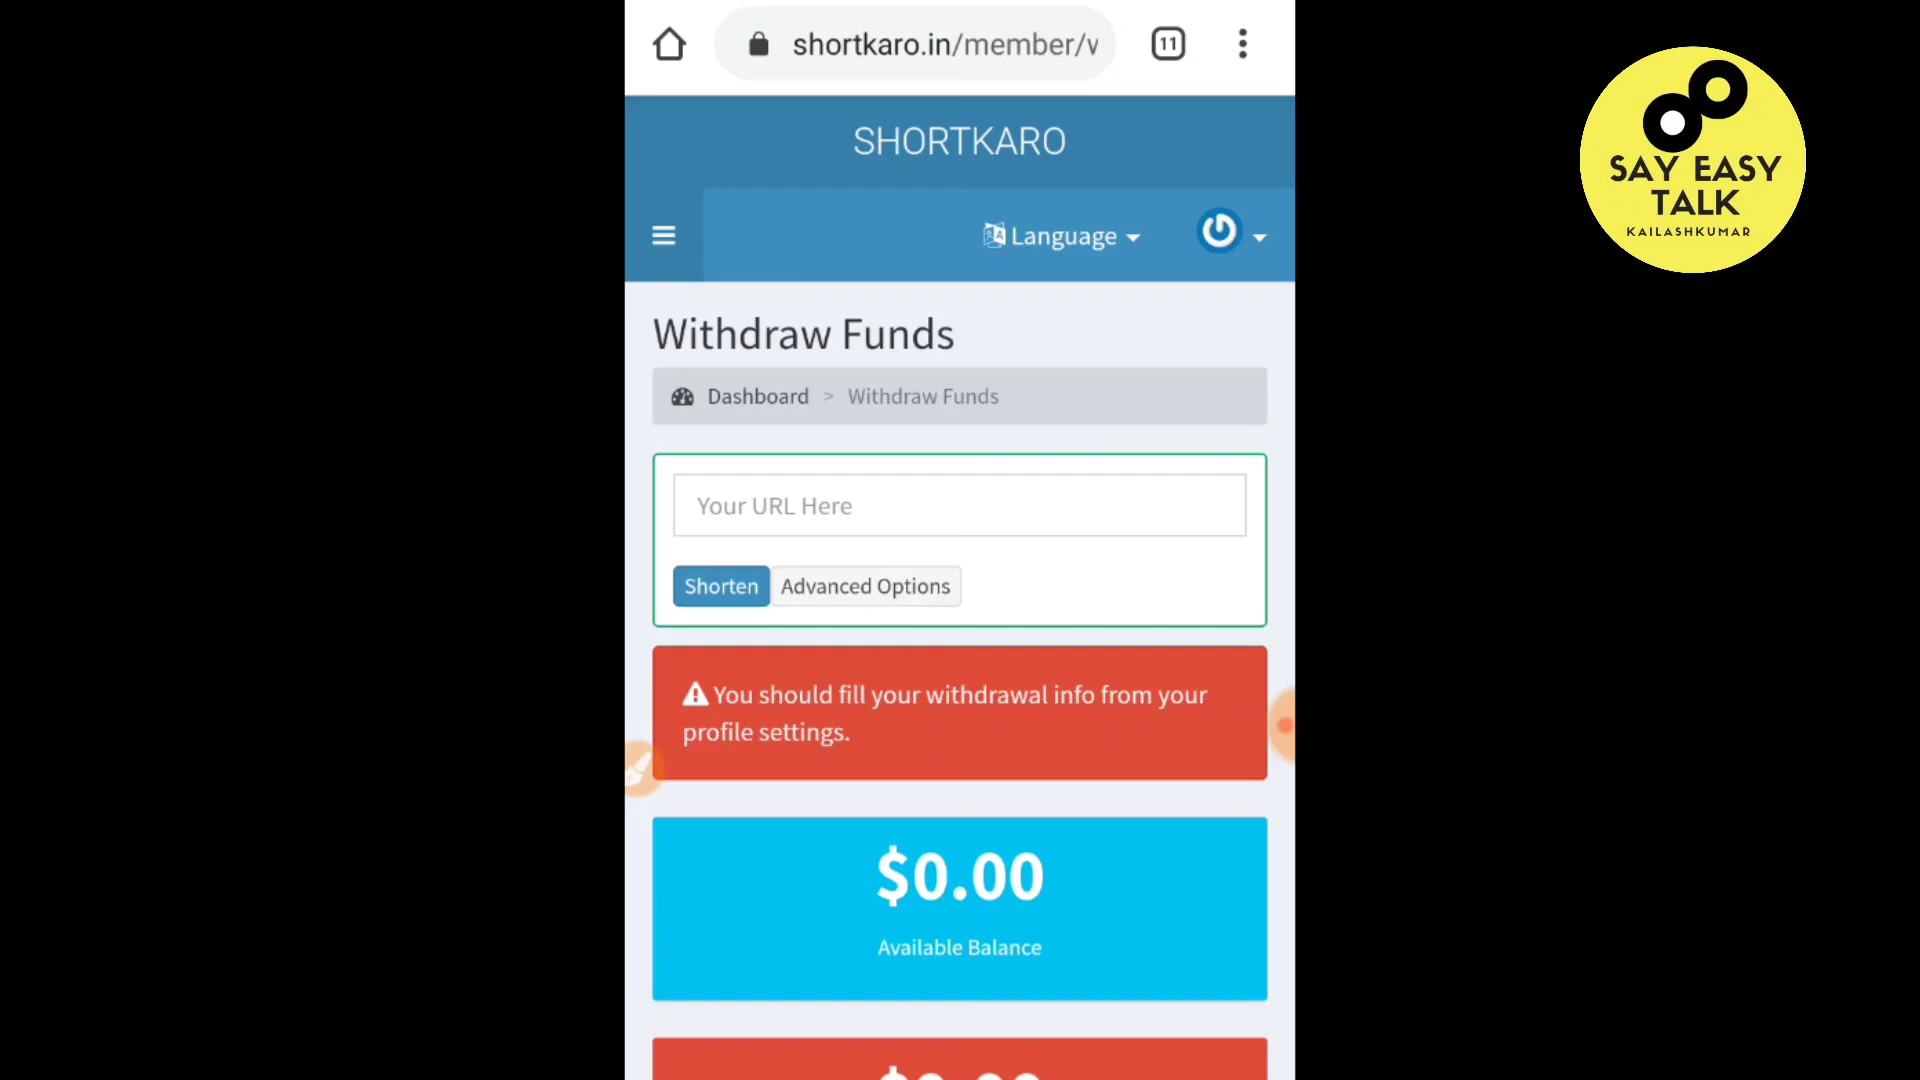 shortkaro.in/member/w
11
SHORTKARO
Language
Withdraw Funds
Dashboard > Withdraw Funds
Your URL Here
Shorten
Advanced Options
You should fill your withdrawal info from your
profile settings.
$0.00
Available Balance
SAY EASY
TALK
KAILASHKUMAR